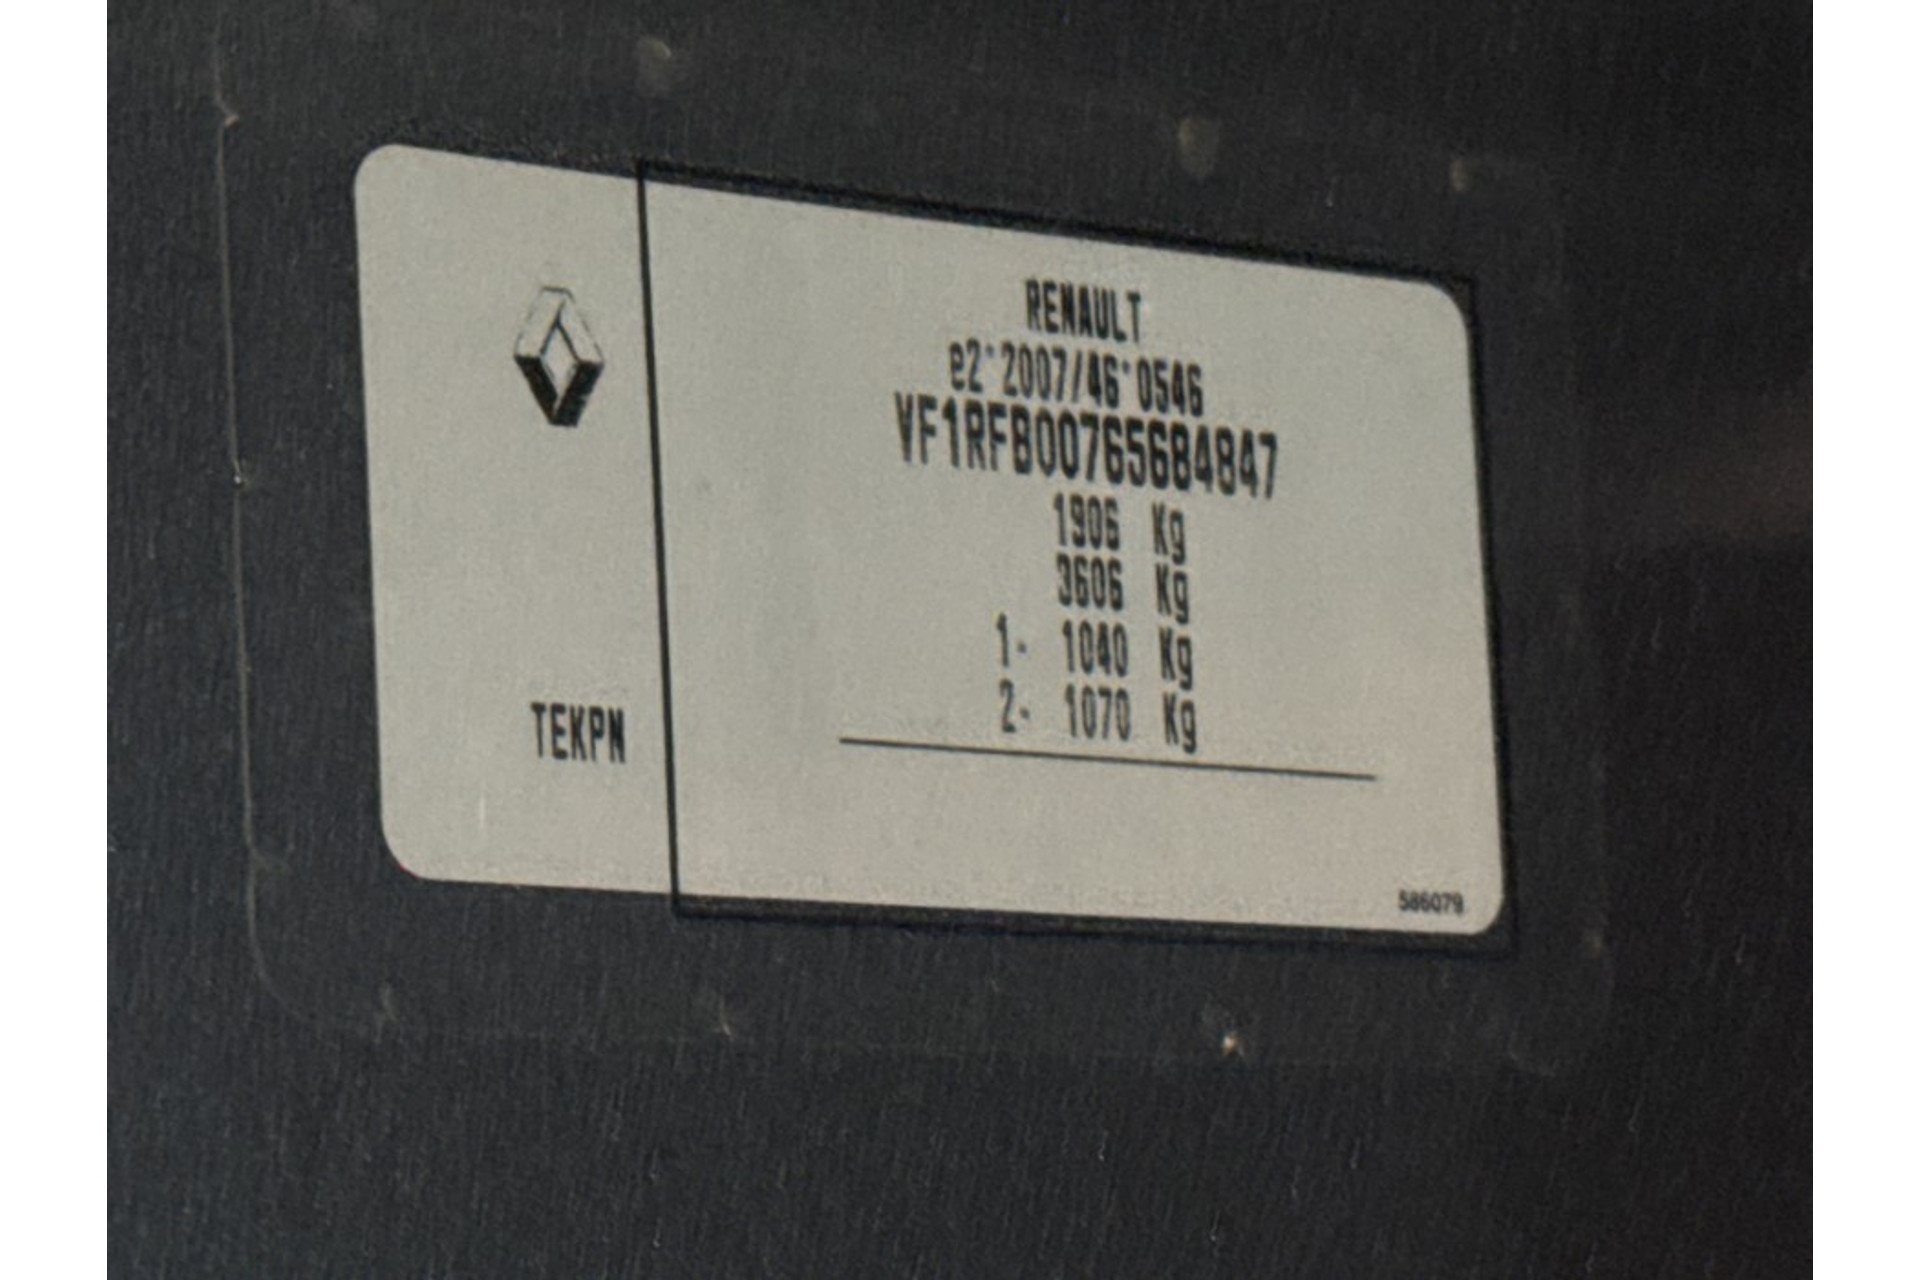 RENAULT
e2*2007/46*0546
VF1RFB00765684847
1906 Kg
3606 Kg
1- 1040 Kg
2- 1070 Kg
TEKPN
586079